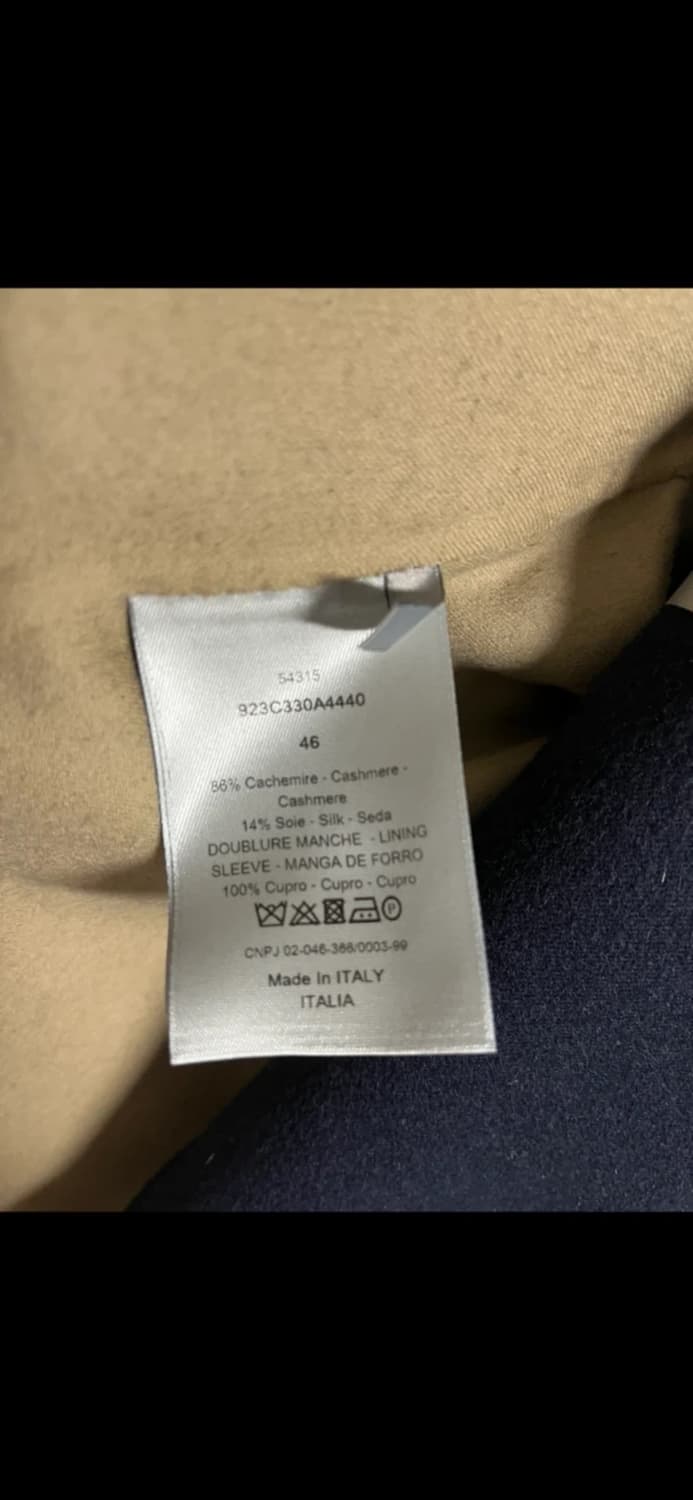 54315
923C330A4440
46
86% Cachemire - Cashmere -
Cashmere
14% Soie - Silk - Seda
DOUBLURE MANCHE - LINING
SLEEVE - MANGA DE FORRO
100% Cupro - Cupro - Cupro
P
CNPJ 02-046-366/0003-99
Made In ITALY
ITALIA